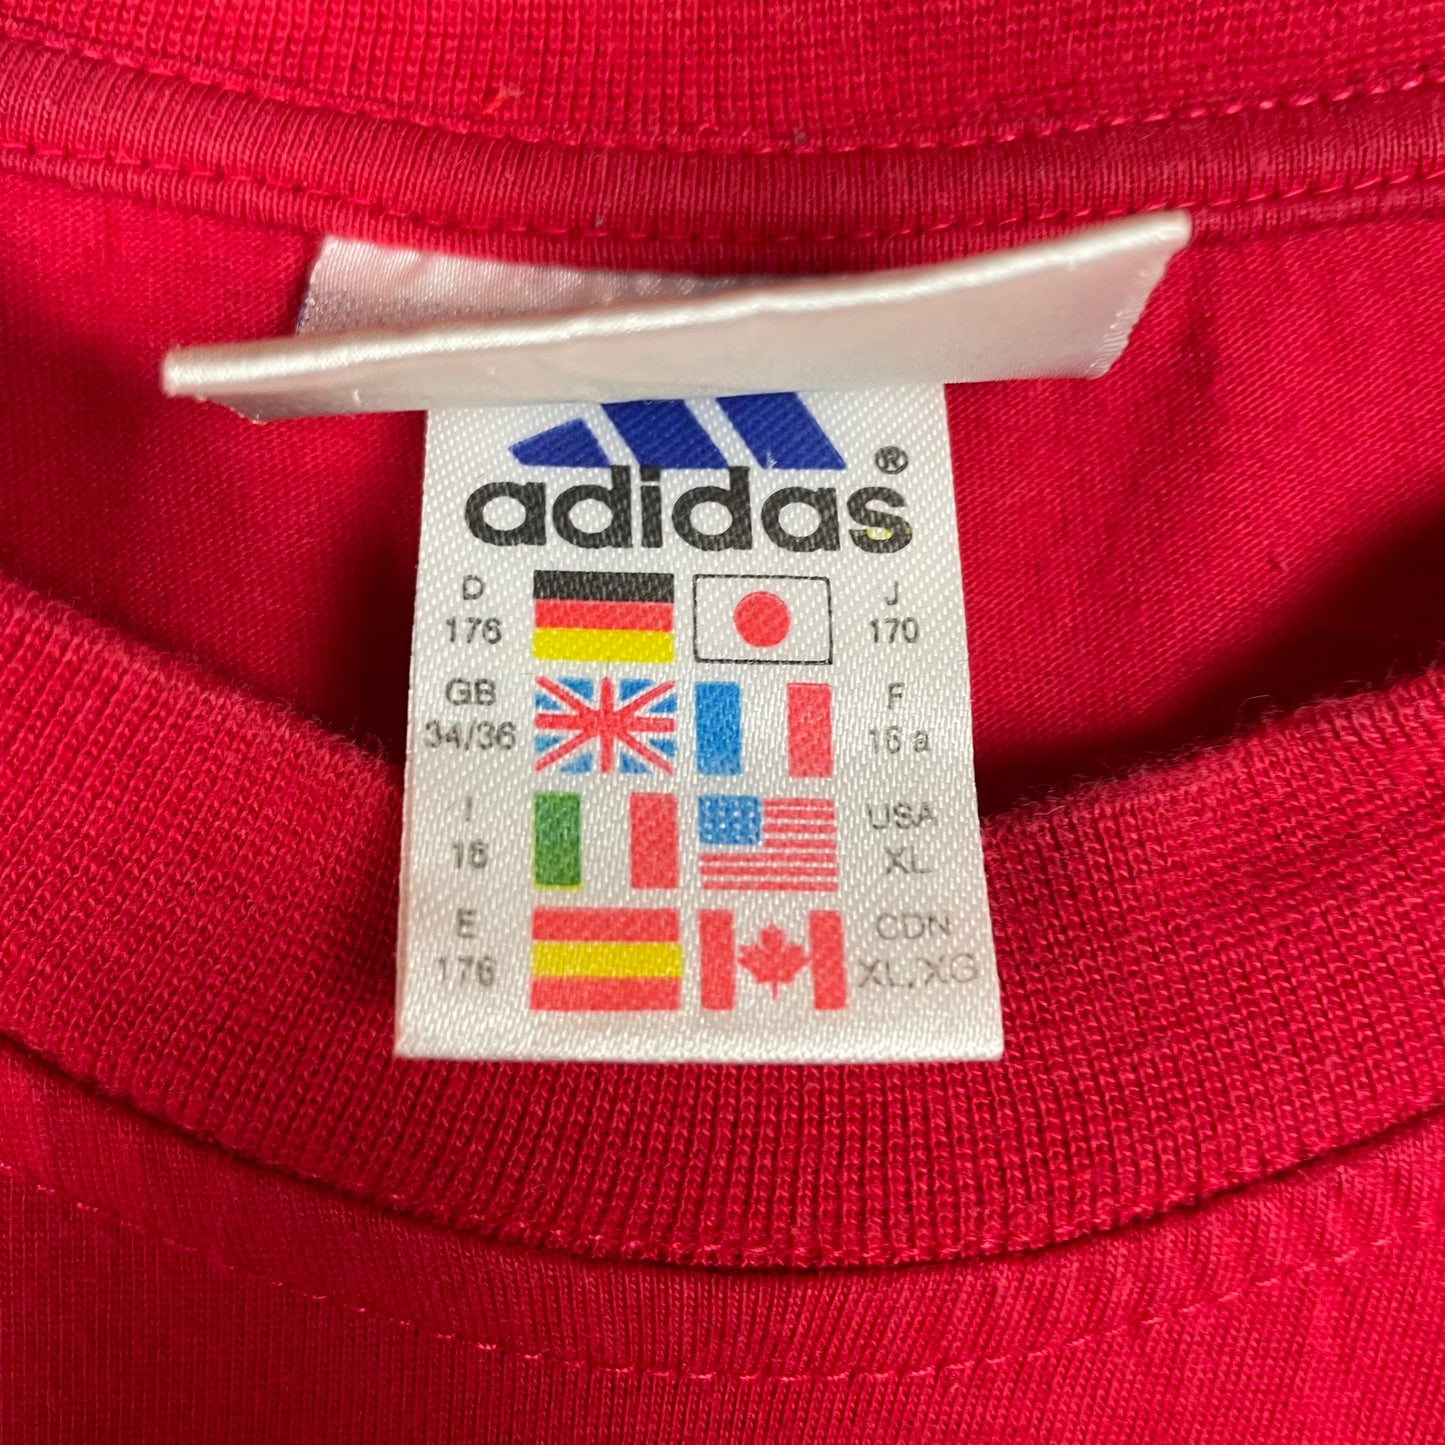 adidas®
D J
176 170
GB F
34/36 16 a
I USA
16 XL
E CDN
176 XL, XG